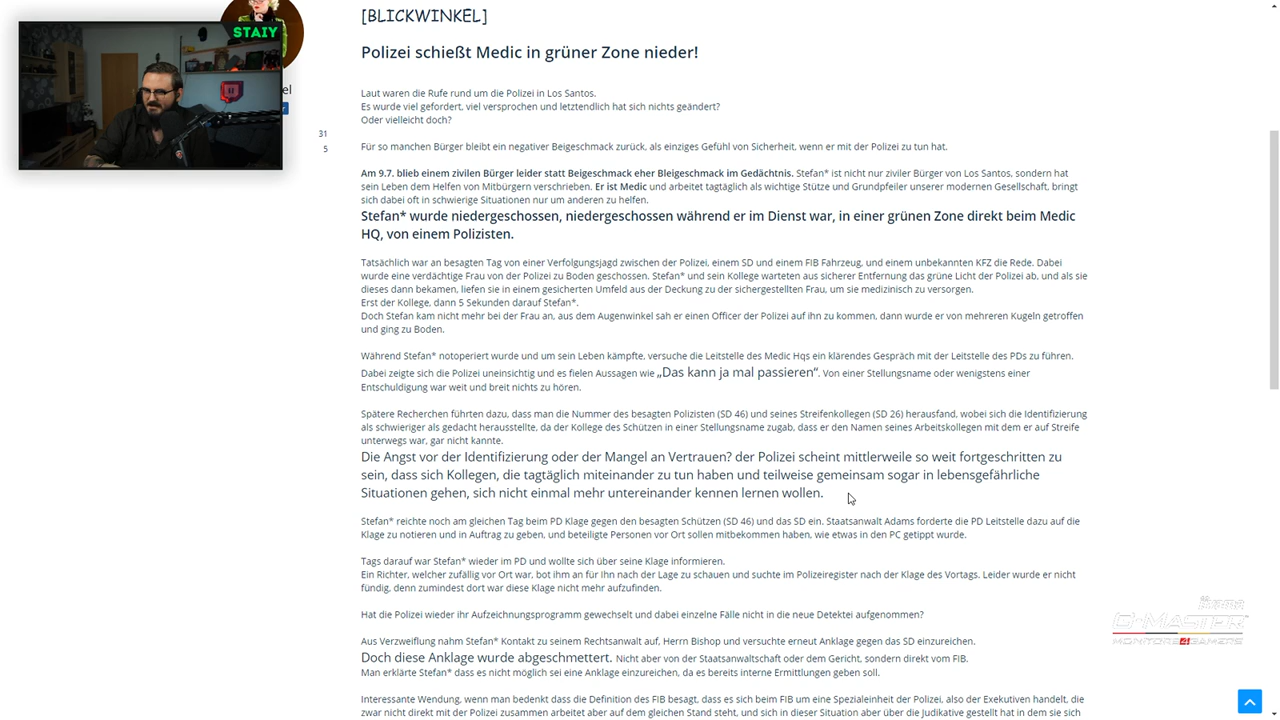 [BLICKWINKEL]
STAIY
Polizei schießt Medic in grüner Zone nieder!
el
Laut waren die Rufe rund um die Polizei in Los Santos.
Es wurde viel gefordert, viel versprochen und letztendlich hat sich nichts geändert?
Oder vielleicht doch?
31
5
Für so manchen Bürger bleibt ein negativer Beigeschmack zurück, als einziges Gefühl von Sicherheit, wenn er mit der Polizei zu tun hat.
Am 9.7. blieb einem zivilen Bürger leider statt Beigeschmack eher Bleigeschmack im Gedächtnis. Stefan* ist nicht nur ziviler Bürger von Los Santos, sondern hat
sein Leben dem Helfen von Mitbürgern verschrieben. Er ist Medic und arbeitet tagtäglich als wichtige Stütze und Grundpfeiler unserer modernen Gesellschaft, bringt
sich dabei oft in schwierige Situationen nur um anderen zu helfen.
Stefan* wurde niedergeschossen, niedergeschossen während er im Dienst war, in einer grünen Zone direkt beim Medic
HQ, von einem Polizisten.
Tatsächlich war an besagten Tag von einer Verfolgungsjagd zwischen der Polizei, einem SD und einem FIB Fahrzeug, und einem unbekannten KFZ die Rede. Dabei
wurde eine verdächtige Frau von der Polizei zu Boden geschossen. Stefan* und sein Kollege warteten aus sicherer Entfernung das grüne Licht der Polizei ab, und als sie
dieses dann bekamen, liefen sie in einem gesicherten Umfeld aus der Deckung zu der sichergestellten Frau, um sie medizinisch zu versorgen.
Erst der Kollege, dann 5 Sekunden darauf Stefan*.
Doch Stefan kam nicht mehr bei der Frau an, aus dem Augenwinkel sah er einen Officer der Polizei auf ihn zu kommen, dann wurde er von mehreren Kugeln getroffen
und ging zu Boden.
Während Stefan* notoperiert wurde und um sein Leben kämpfte, versuche die Leitstelle des Medic Hqs ein klärendes Gespräch mit der Leitstelle des PDs zu führen.
Dabei zeigte sich die Polizei uneinsichtig und es fielen Aussagen wie „Das kann ja mal passieren“. Von einer Stellungsname oder wenigstens einer
Entschuldigung war weit und breit nichts zu hören.
Spätere Recherchen führten dazu, dass man die Nummer des besagten Polizisten (SD 46) und seines Streifenkollegen (SD 26) herausfand, wobei sich die Identifizierung
als schwieriger als gedacht herausstellte, da der Kollege des Schützen in einer Stellungsname zugab, dass er den Namen seines Arbeitskollegen mit dem er auf Streife
unterwegs war, gar nicht kannte.
Die Angst vor der Identifizierung oder der Mangel an Vertrauen? der Polizei scheint mittlerweile so weit fortgeschritten zu
sein, dass sich Kollegen, die tagtäglich miteinander zu tun haben und teilweise gemeinsam sogar in lebensgefährliche
Situationen gehen, sich nicht einmal mehr untereinander kennen lernen wollen.
Stefan* reichte noch am gleichen Tag beim PD Klage gegen den besagten Schützen (SD 46) und das SD ein. Staatsanwalt Adams forderte die PD Leitstelle dazu auf die
Klage zu notieren und in Auftrag zu geben, und beteiligte Personen vor Ort sollen mitbekommen haben, wie etwas in den PC getippt wurde.
Tags darauf war Stefan* wieder im PD und wollte sich über seine Klage informieren.
Ein Richter, welcher zufällig vor Ort war, bot ihm an für ihn nach der Lage zu schauen und suchte im Polizeiregister nach der Klage des Vortags. Leider wurde er nicht
fündig, denn zumindest dort war diese Klage nicht mehr aufzufinden.
Hat die Polizei wieder ihr Aufzeichnungsprogramm gewechselt und dabei einzelne Fälle nicht in die neue Detektei aufgenommen?
Aus Verzweiflung nahm Stefan* Kontakt zu seinem Rechtsanwalt auf, Herrn Bishop und versuchte erneut Anklage gegen das SD einzureichen.
Doch diese Anklage wurde abgeschmettert. Nicht aber von der Staatsanwaltschaft oder dem Gericht, sondern direkt vom FIB.
Man erklärte Stefan* dass es nicht möglich sei eine Anklage einzureichen, da es bereits interne Ermittlungen geben soll.
Interessante Wendung, wenn man bedenkt dass die Definition des FIB besagt, dass es sich beim FIB um eine Spezialeinheit der Polizei, also der Exekutiven handelt, die
zwar nicht direkt mit der Polizei zusammen arbeitet aber auf dem gleichen Stand steht, und sich in dieser Situation aber über die Judikative gestellt hat in dem sie sich
G-MASTER
MONITORS4GAMERS